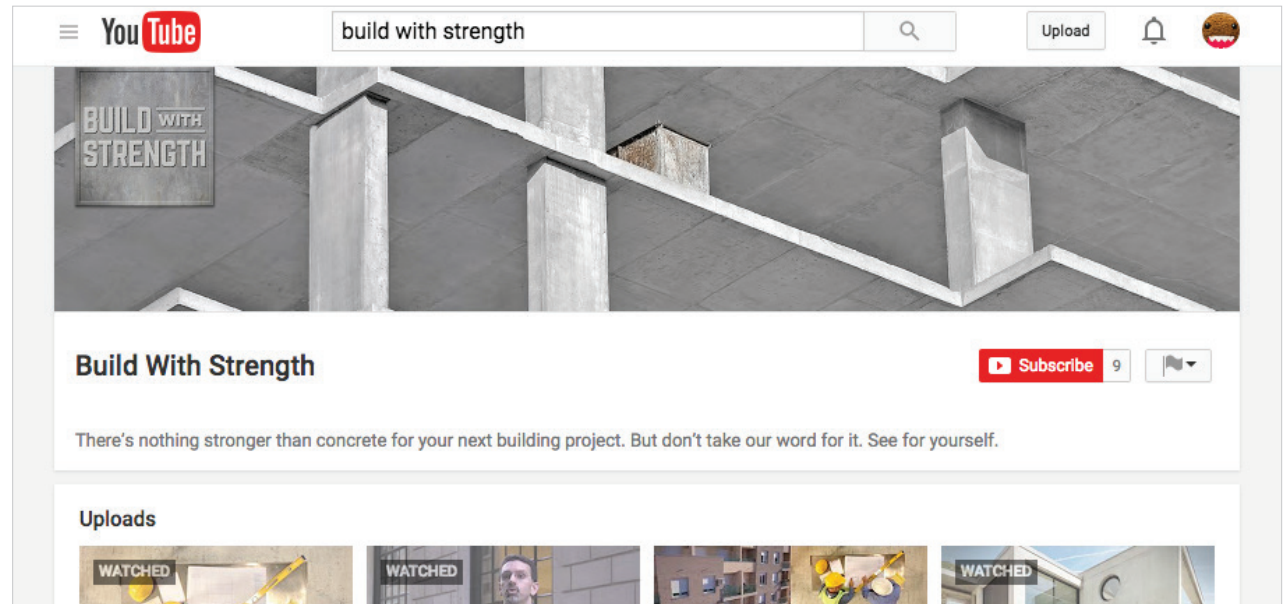 YouTube
build with strength
Upload
BUILD WITH
STRENGTH
Build With Strength
Subscribe 9
There's nothing stronger than concrete for your next building project. But don't take our word for it. See for yourself.
Uploads
WATCHED WATCHED WATCHED